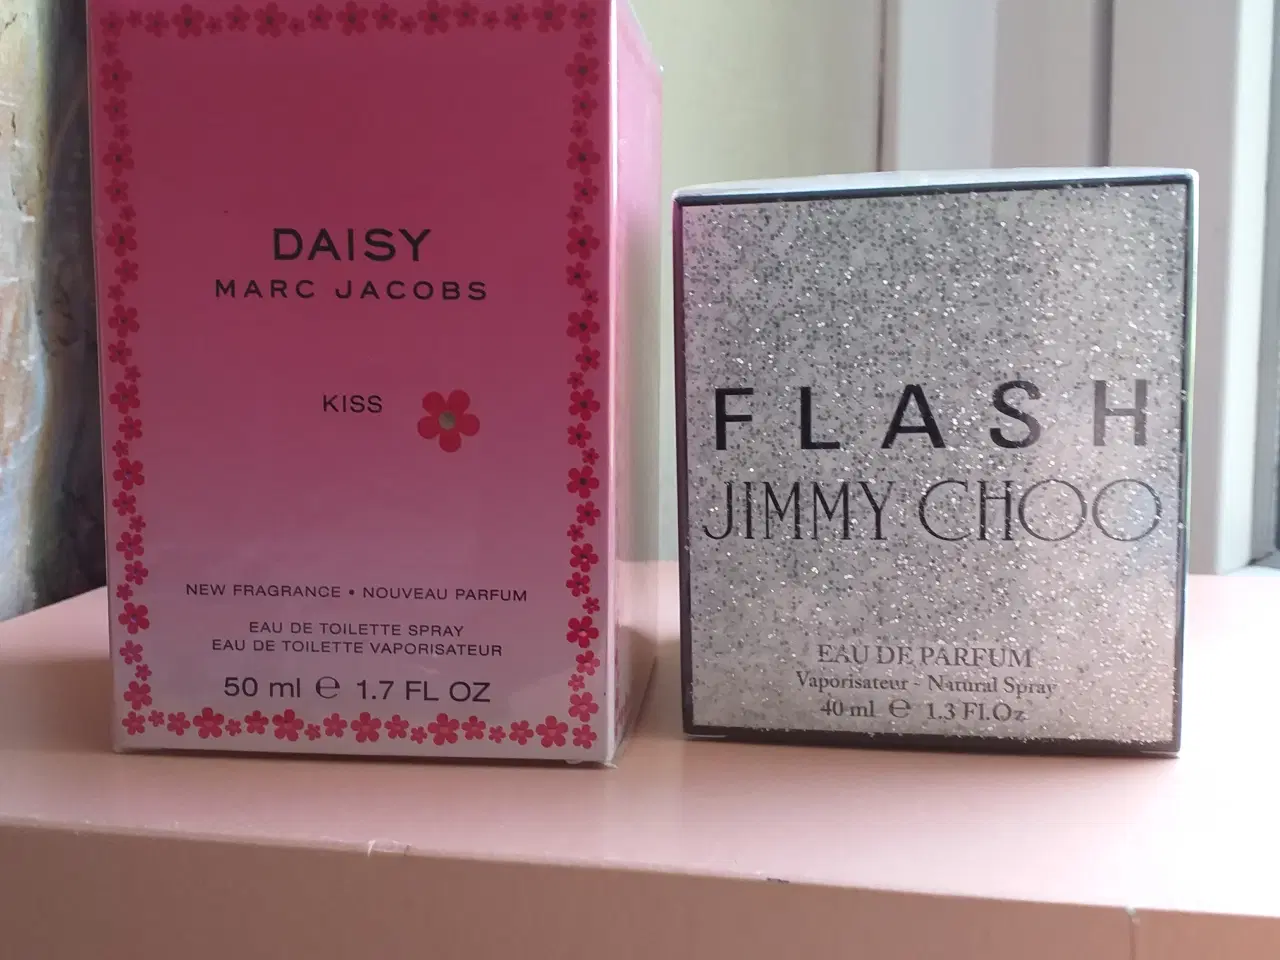 DAISY
MARC JACOBS
KISS
NEW FRAGRANCE • NOUVEAU PARFUM
EAU DE TOILETTE SPRAY
EAU DE TOILETTE VAPORISATEUR
50 ml ℮ 1.7 FL OZ
FLASH
JIMMY CHOO
EAU DE PARFUM
Vaporisateur - Natural Spray
40 ml ℮ 1.3 Fl.Oz